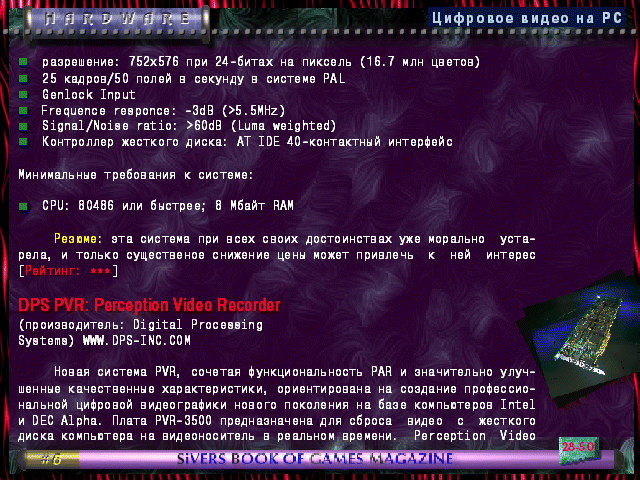 HARDWARE
Цифровое видео на PC
разрешение: 752x576 при 24-битах на пиксель (16.7 млн цветов)
25 кадров/50 полей в секунду в системе PAL
Genlock Input
Frequence responce: -3dB (>5.5MHz)
Signal/Noise ratio: >60dB (Luma weighted)
Контроллер жесткого диска: AT IDE 40-контактный интерфейс
Минимальные требования к системе:
CPU: 80486 или быстрее; 8 Мбайт RAM
Резюме: эта система при всех своих достоинствах уже морально уста-
рела, и только существенное снижение цены может привлечь к ней интерес
[Рейтинг: ***]
DPS PVR: Perception Video Recorder
(производитель: Digital Processing
Systems) WWW.DPS-INC.COM
Новая система PVR, сочетая функциональность PAR и значительно улуч-
шенные качественные характеристики, ориентирована на создание профессио-
нальной цифровой видеографики нового поколения на базе компьютеров Intel
и DEC Alpha. Плата PVR-3500 предназначена для сброса видео с жесткого
диска компьютера на видеоноситель в реальном времени. Perception Video
28-50
#6
SiVERS BOOK OF GAMES MAGAZINE